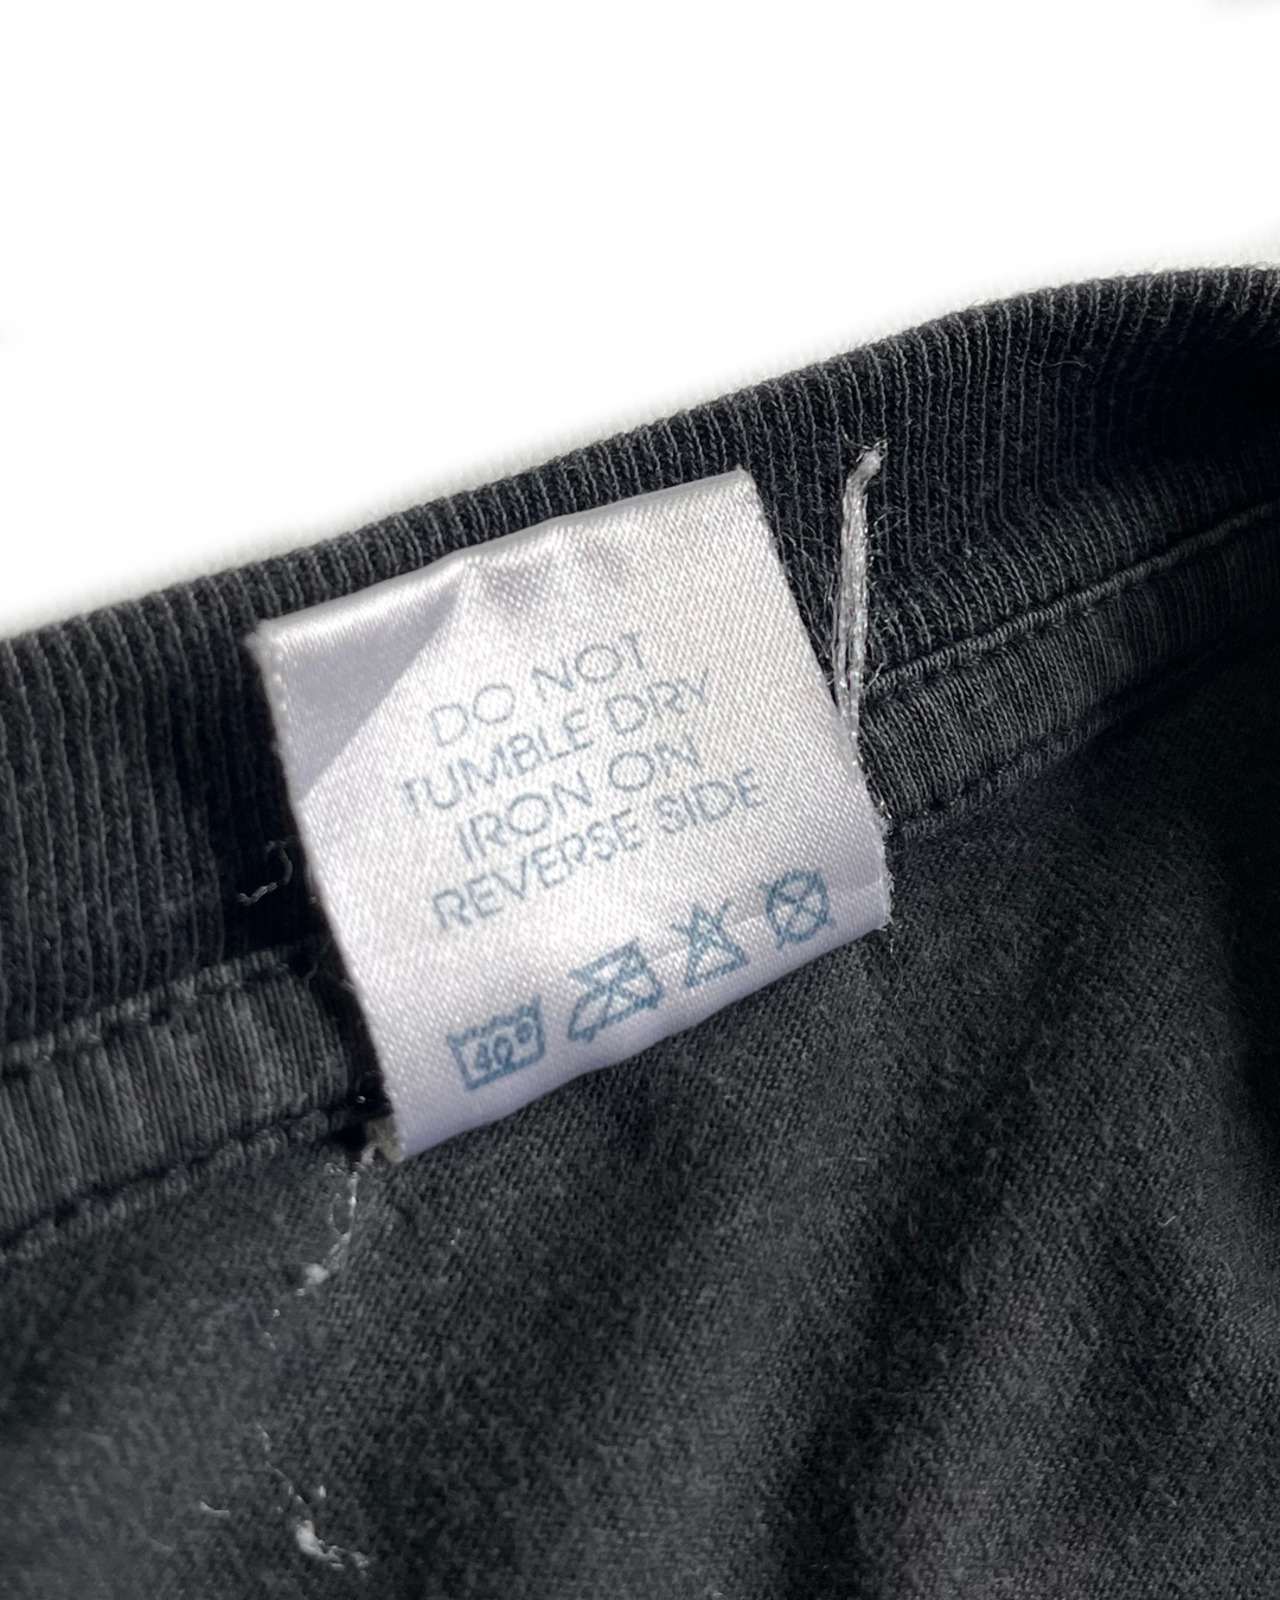 DO NOT
TUMBLE DRY
IRON ON
REVERSE SIDE
40°